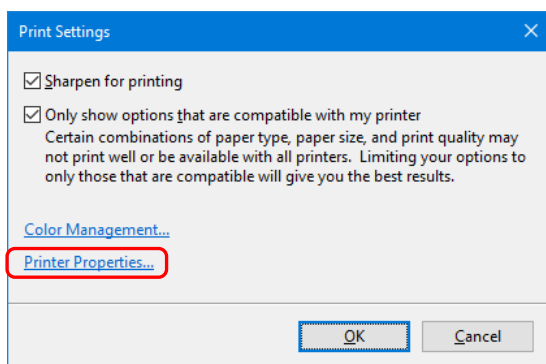 Print Settings
Sharpen for printing
Only show options that are compatible with my printer
Certain combinations of paper type, paper size, and print quality may
not print well or be available with all printers.  Limiting your options to
only those that are compatible will give you the best results.
Color Management...
Printer Properties...
OK
Cancel